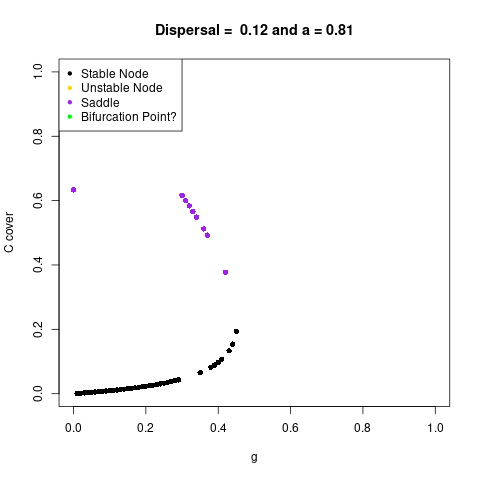 Dispersal =  0.12 and a = 0.81
Stable Node
Unstable Node
Saddle
Bifurcation Point?
C cover
1.0
0.8
0.6
0.4
0.2
0.0
0.0 0.2 0.4 0.6 0.8 1.0
g